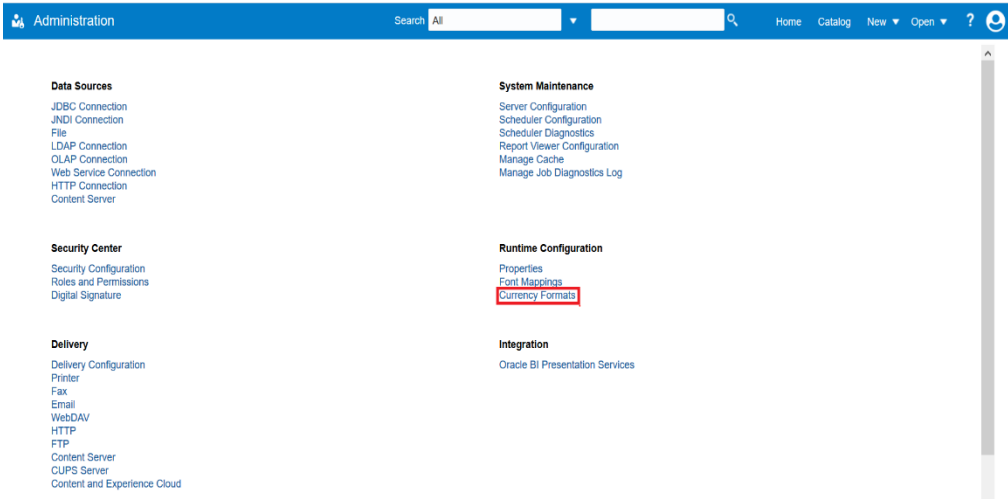 Administration
Search All
Home Catalog New Open ?
Data Sources
JDBC Connection
JNDI Connection
File
LDAP Connection
OLAP Connection
Web Service Connection
HTTP Connection
Content Server
System Maintenance
Server Configuration
Scheduler Configuration
Scheduler Diagnostics
Report Viewer Configuration
Manage Cache
Manage Job Diagnostics Log
Security Center
Security Configuration
Roles and Permissions
Digital Signature
Runtime Configuration
Properties
Font Mappings
Currency Formats
Delivery
Delivery Configuration
Printer
Fax
Email
WebDAV
HTTP
FTP
Content Server
CUPS Server
Content and Experience Cloud
Integration
Oracle BI Presentation Services